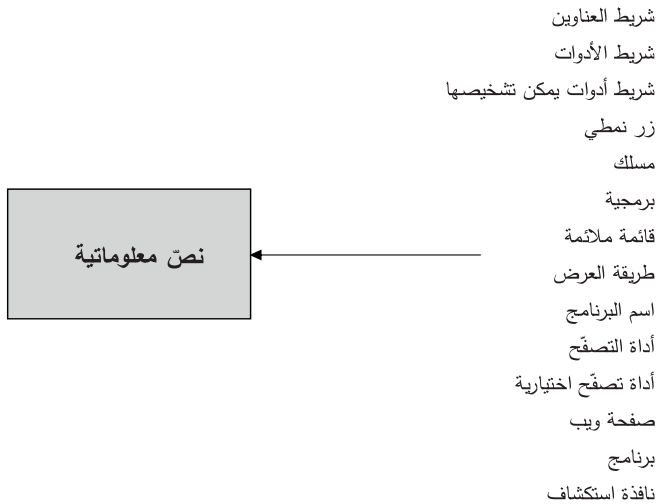 شريط العناوين
شريط الأدوات
شريط أدوات يمكن تشخيصها
زر نمطي
مسلك
برمجية
قائمة ملائمة
طريقة العرض
اسم البرنامج
أداة التصفّح
أداة تصفّح اختيارية
صفحة ويب
برنامج
نافذة استكشاف
نصّ معلوماتية